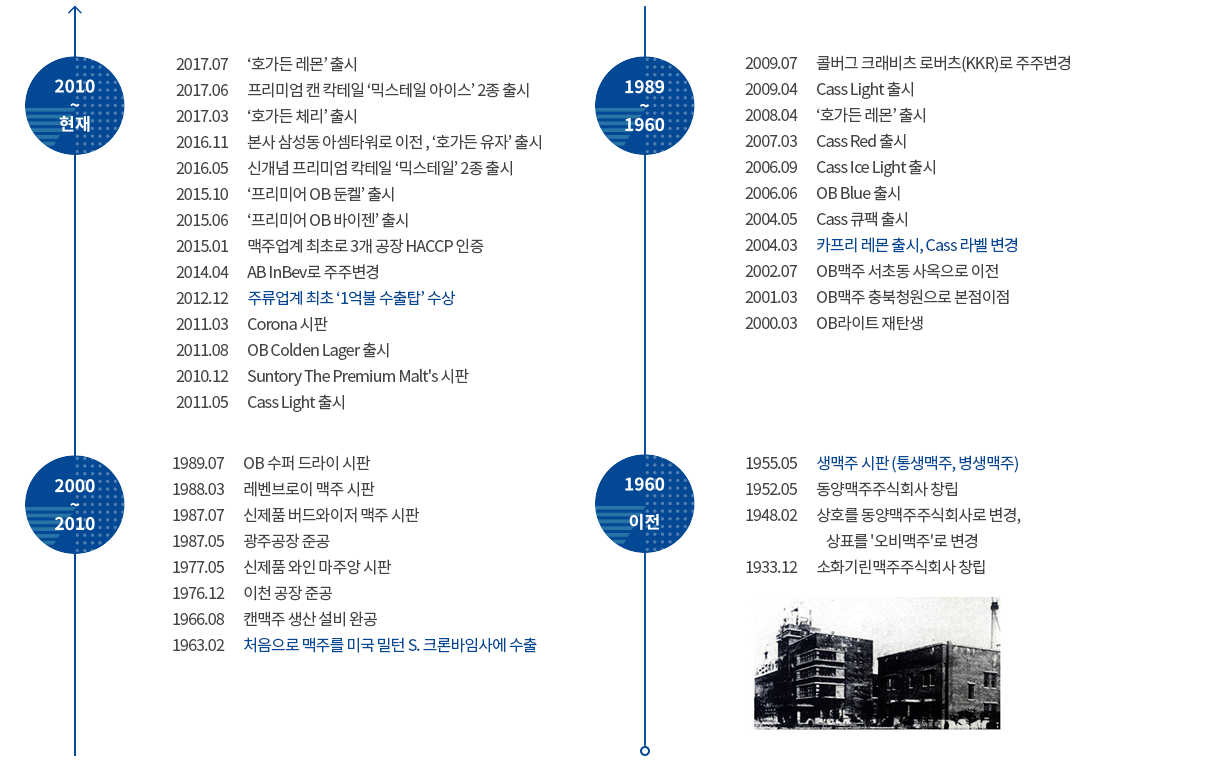 2010
~
현재
2017.07 ‘호가든 레몬’ 출시
2017.06 프리미엄 캔 칵테일 ‘믹스테일 아이스’ 2종 출시
2017.03 ‘호가든 체리’ 출시
2016.11 본사 삼성동 아셈타워로 이전 , ‘호가든 유자’ 출시
2016.05 신개념 프리미엄 칵테일 ‘믹스테일’ 2종 출시
2015.10 ‘프리미어 OB 둔켈’ 출시
2015.06 ‘프리미어 OB 바이젠’ 출시
2015.01 맥주업계 최초로 3개 공장 HACCP 인증
2014.04 AB InBev로 주주변경
2012.12 주류업계 최초 ‘1억불 수출탑’ 수상
2011.03 Corona 시판
2011.08 OB Colden Lager 출시
2010.12 Suntory The Premium Malt's 시판
2011.05 Cass Light 출시
2000
~
2010
1989.07 OB 수퍼 드라이 시판
1988.03 레벤브로이 맥주 시판
1987.07 신제품 버드와이저 맥주 시판
1987.05 광주공장 준공
1977.05 신제품 와인 마주앙 시판
1976.12 이천 공장 준공
1966.08 캔맥주 생산 설비 완공
1963.02 처음으로 맥주를 미국 밀턴 S. 크론바임사에 수출
1989
~
1960
2009.07 콜버그 크래비츠 로버츠(KKR)로 주주변경
2009.04 Cass Light 출시
2008.04 ‘호가든 레몬’ 출시
2007.03 Cass Red 출시
2006.09 Cass Ice Light 출시
2006.06 OB Blue 출시
2004.05 Cass 큐팩 출시
2004.03 카프리 레몬 출시, Cass 라벨 변경
2002.07 OB맥주 서초동 사옥으로 이전
2001.03 OB맥주 충북청원으로 본점이점
2000.03 OB라이트 재탄생
1960
이전
1955.05 생맥주 시판 (통생맥주, 병생맥주)
1952.05 동양맥주주식회사 창립
1948.02 상호를 동양맥주주식회사로 변경,
상표를 '오비맥주'로 변경
1933.12 소화기린맥주주식회사 창립